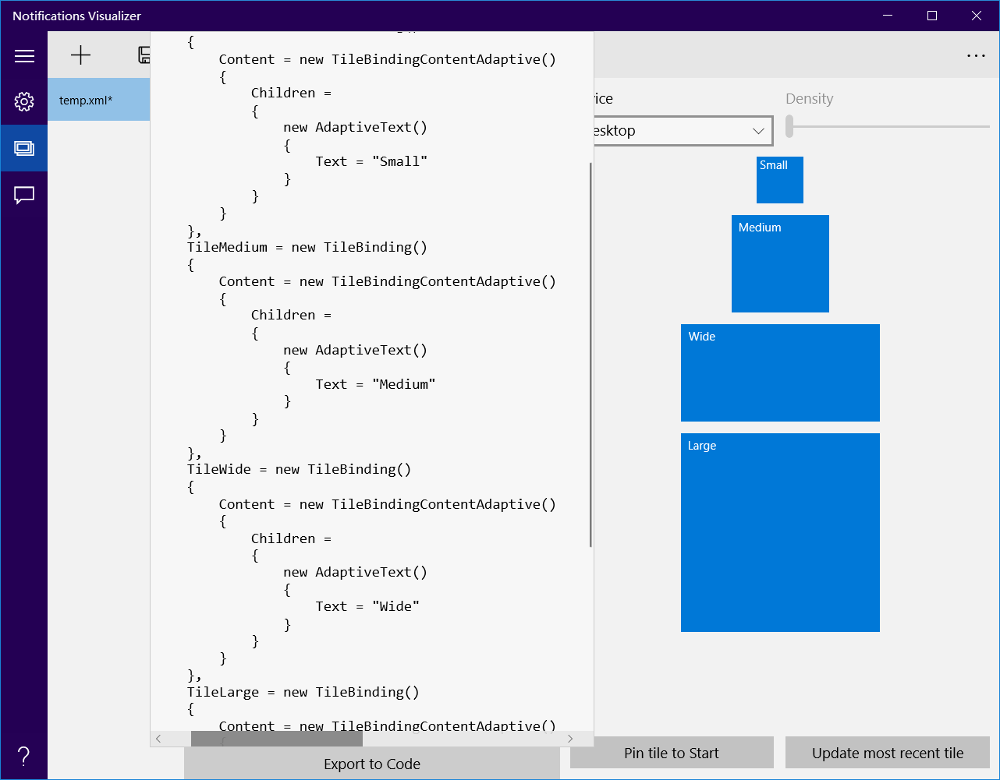 Notifications Visualizer
temp.xml*
{
Content = new TileBindingContentAdaptive()
{
Children =
{
new AdaptiveText()
{
Text = "Small"
}
}
}
},
TileMedium = new TileBinding()
{
Content = new TileBindingContentAdaptive()
{
Children =
{
new AdaptiveText()
{
Text = "Medium"
}
}
}
},
TileWide = new TileBinding()
{
Content = new TileBindingContentAdaptive()
{
Children =
{
new AdaptiveText()
{
Text = "Wide"
}
}
}
},
TileLarge = new TileBinding()
{
Content = new TileBindingContentAdaptive()
{
Export to Code
ice
esktop
Density
Small
Medium
Wide
Large
Pin tile to Start
Update most recent tile